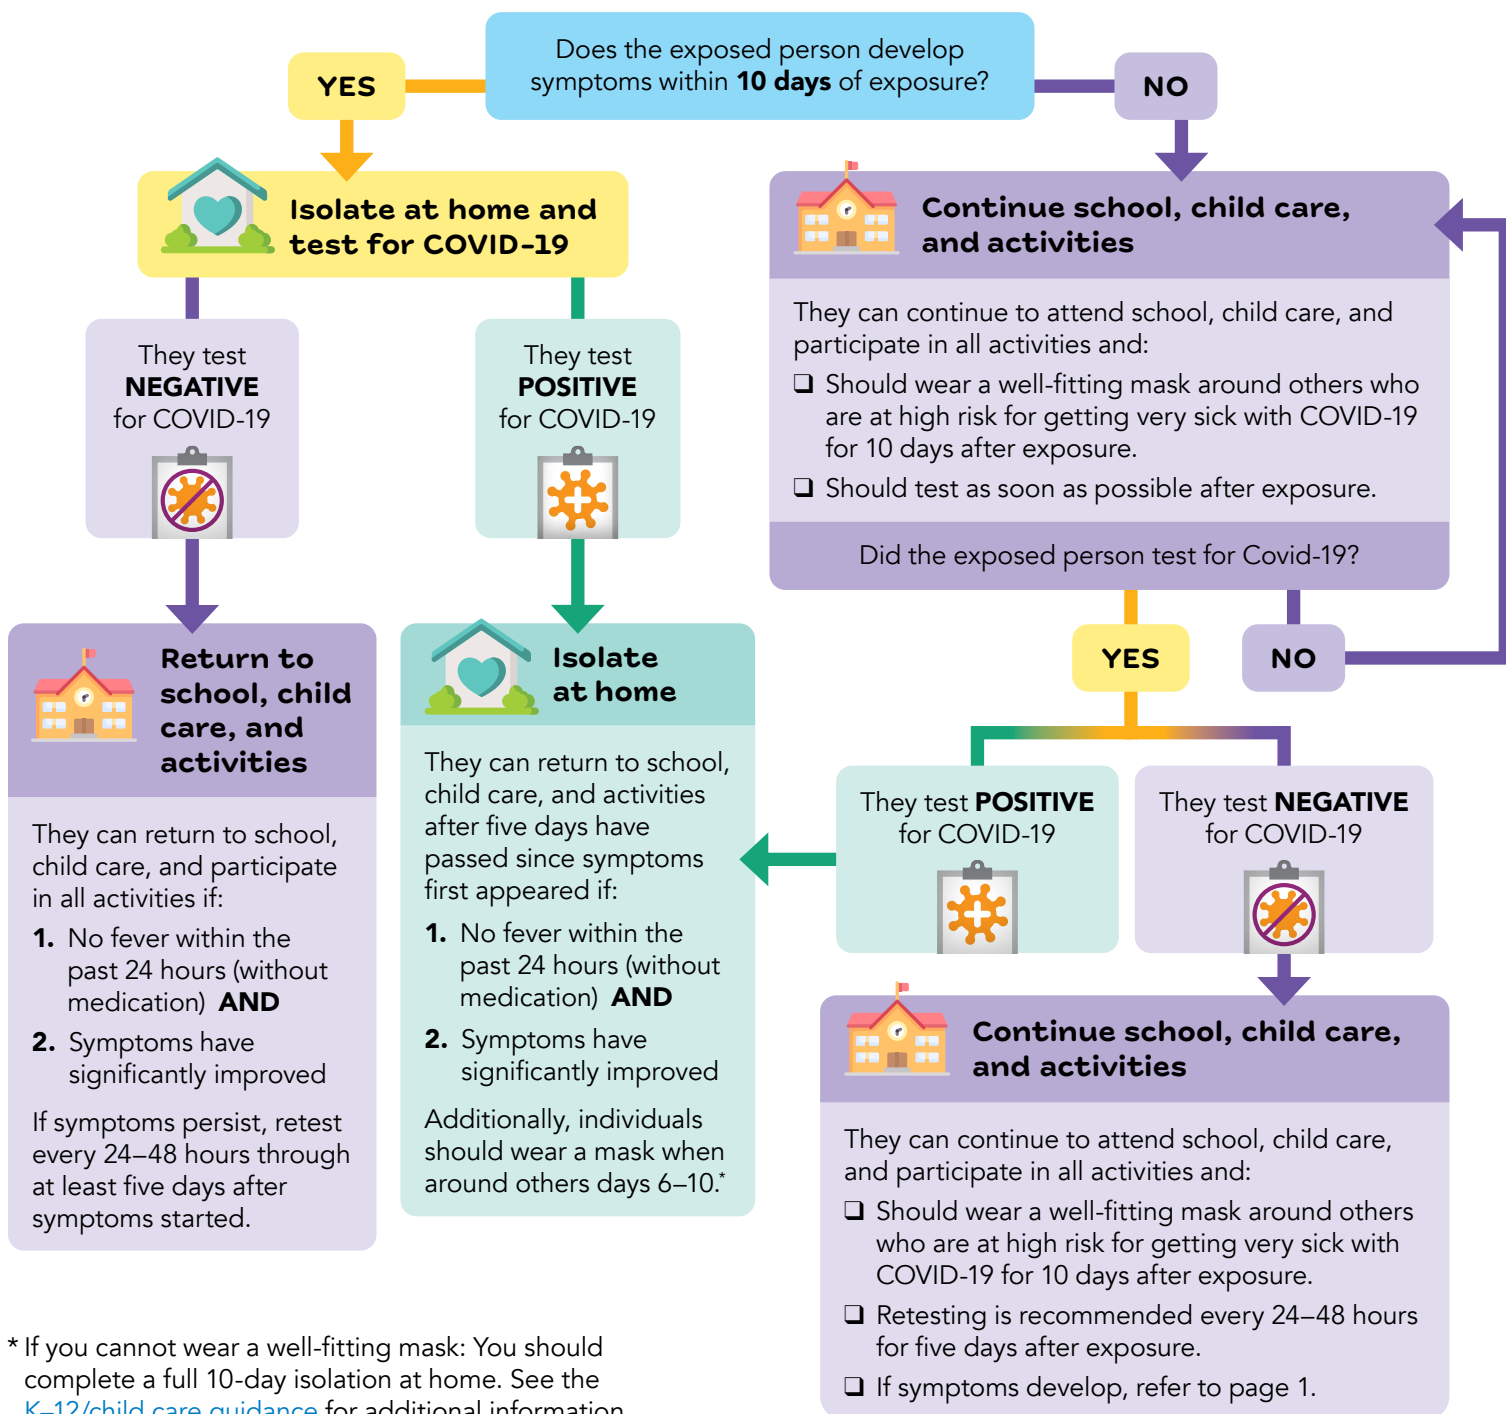 Does the exposed person develop
symptoms within 10 days of exposure?
YES
NO
Isolate at home and
test for COVID-19
Continue school, child care,
and activities
They can continue to attend school, child care, and
participate in all activities and:
❑ Should wear a well-fitting mask around others who
are at high risk for getting very sick with COVID-19
for 10 days after exposure.
❑ Should test as soon as possible after exposure.
Did the exposed person test for Covid-19?
They test
NEGATIVE
for COVID-19
They test
POSITIVE
for COVID-19
YES
NO
Return to
school, child
care, and
activities
They can return to school,
child care, and participate
in all activities if:
1. No fever within the
past 24 hours (without
medication) AND
2. Symptoms have
significantly improved
If symptoms persist, retest
every 24–48 hours through
at least five days after
symptoms started.
Isolate
at home
They can return to school,
child care, and activities
after five days have
passed since symptoms
first appeared if:
1. No fever within the
past 24 hours (without
medication) AND
2. Symptoms have
significantly improved
Additionally, individuals
should wear a mask when
around others days 6–10.*
They test POSITIVE
for COVID-19
They test NEGATIVE
for COVID-19
Continue school, child care,
and activities
They can continue to attend school, child care,
and participate in all activities and:
❑ Should wear a well-fitting mask around others
who are at high risk for getting very sick with
COVID-19 for 10 days after exposure.
❑ Retesting is recommended every 24–48 hours
for five days after exposure.
❑ If symptoms develop, refer to page 1.
* If you cannot wear a well-fitting mask: You should
complete a full 10-day isolation at home. See the
K–12/child care guidance for additional information